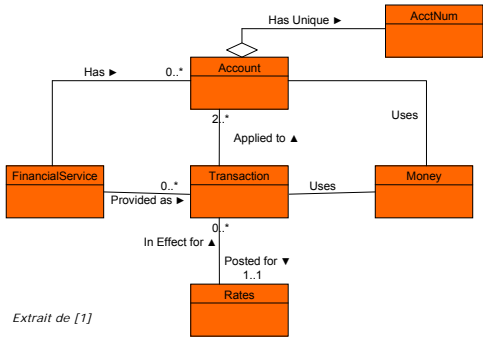 Has Unique ►
AcctNum
Has ►
0..*
Account
Uses
2..*
Applied to ▲
FinancialService
0..*
Provided as ►
Transaction
Uses
Money
0..*
In Effect for ▲
Posted for ▼
1..1
Rates
Extrait de [1]